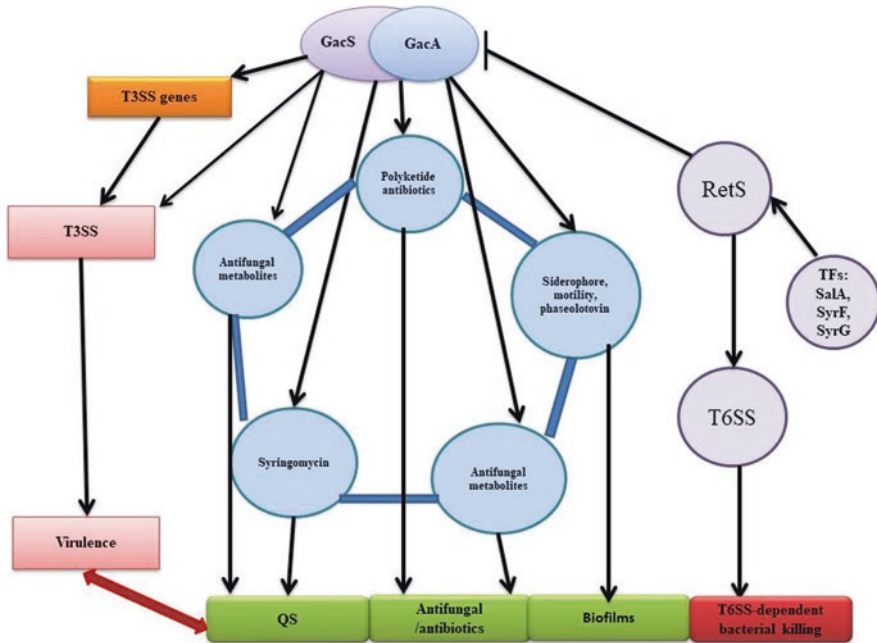 GacS
GacA
T3SS genes
Polyketide
antibiotics
RetS
T3SS
Antifungal
metabolites
Siderophore,
motility,
phaseolotovin
TFs:
SalA,
SyrF,
SyrG
T6SS
Syringomycin
Antifungal
metabolites
Virulence
QS
Antifungal
/antibiotics
Biofilms
T6SS-dependent
bacterial killing